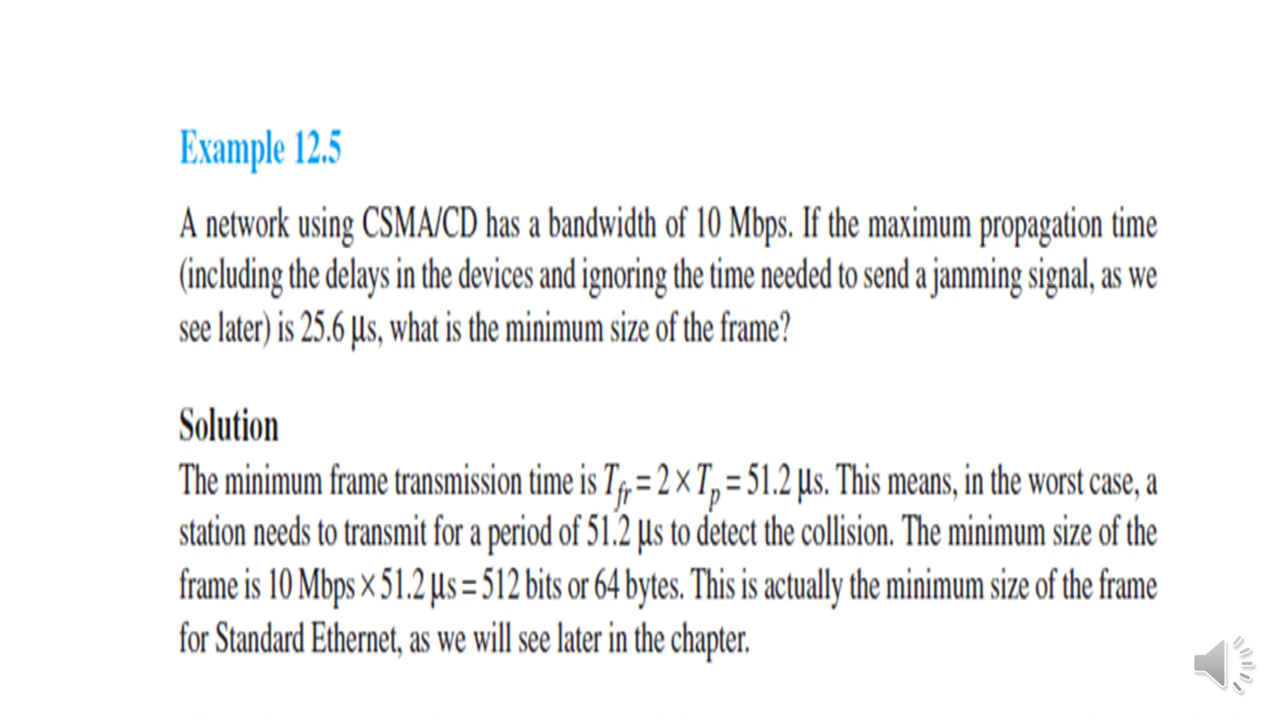 Example 12.5
A network using CSMA/CD has a bandwidth of 10 Mbps. If the maximum propagation time
(including the delays in the devices and ignoring the time needed to send a jamming signal, as we
see later) is 25.6 μs, what is the minimum size of the frame?
Solution
The minimum frame transmission time is Tfr = 2 × Tp = 51.2 μs. This means, in the worst case, a
station needs to transmit for a period of 51.2 μs to detect the collision. The minimum size of the
frame is 10 Mbps × 51.2 μs = 512 bits or 64 bytes. This is actually the minimum size of the frame
for Standard Ethernet, as we will see later in the chapter.